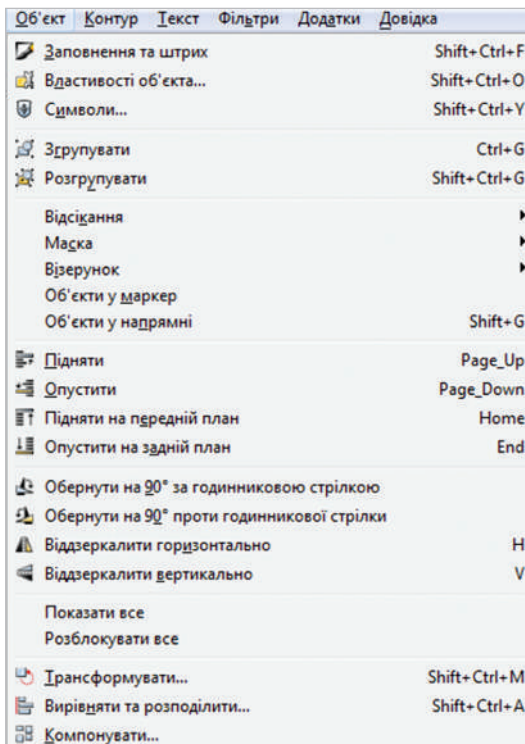 Об'єкт Контур Текст Фільтри Додатки Довідка
Заповнення та штрих Shift+Ctrl+F
Властивості об'єкта... Shift+Ctrl+O
Символи... Shift+Ctrl+Y
Згрупувати Ctrl+G
Розгрупувати Shift+Ctrl+G
Відсікання
Маска
Візерунок
Об'єкти у маркер
Об'єкти у напрямні Shift+G
Підняти Page_Up
Опустити Page_Down
Підняти на передній план Home
Опустити на задній план End
Обернути на 90° за годинниковою стрілкою
Обернути на 90° проти годинникової стрілки
Віддзеркалити горизонтально H
Віддзеркалити вертикально V
Показати все
Розблокувати все
Трансформувати... Shift+Ctrl+M
Вирівняти та розподілити... Shift+Ctrl+A
Компонувати...